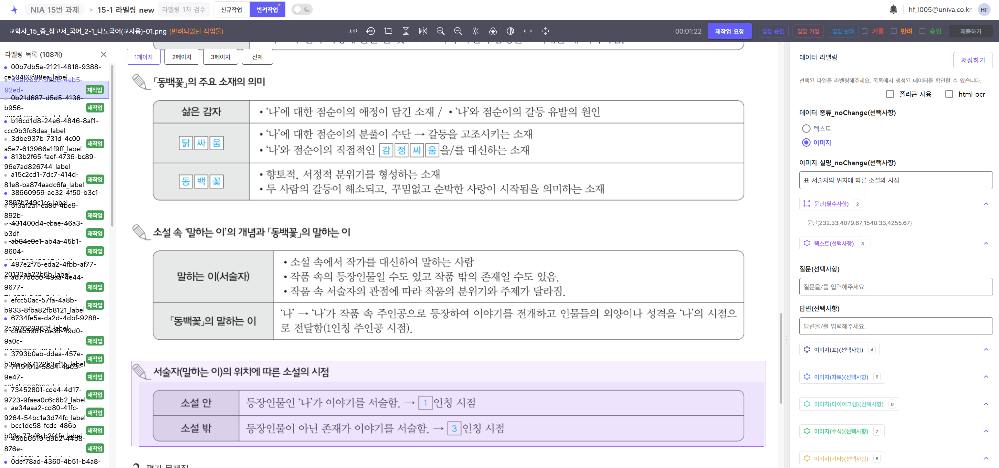 NIA 15번 과제 > 15-1 라벨링 new 라벨링 1차 검수 신규작업 반려작업
hf_l005@univa.co.kr HF
교학사_15_중_참고서_국어_2-1_나노국어(교사용)-01.png (반려되었던 작업물)
초기화 90
00:01:22 재작업 요청 일괄 승인 일괄 거절 일괄 반려 거절 반려 승인 제출하기
라벨링 목록 (108개)
00b7db5a-2121-4818-9388-
ce50403f88ea_label
43af2e97-98d6-4eb5-
92ed-
재작업
0b21d687-d5d5-4136-
b956-
재작업
b16cd1d8-24e6-4846-8af1-
ccc9b3fc8daa_label
3dbe937b-731d-4c00-
a5e7-613966a1f9ff_label
재작업
813b2f65-faef-4736-bc89-
96e7ad826744_label
a15c2cd1-7dc7-414d-
81e8-ba874aadc6fa_label
재작업
38660959-ae32-4f50-b3c1-
3897b249c1cc_label
5f3af2a1-ea8b-4be9-
892b-
재작업
431400d4-cbae-46a3-
b3df-
재작업
ab84e9e1-ab4a-45b1-
8604-
재작업
497e2f75-eda2-4fbb-af77-
20132ab22b6b_label
a677d050-48aa-4e44-
9677-
재작업
efcc50ac-57fa-4a8b-
b933-8fba82fb8121_label
재작업
6734fe5a-da2d-4dbf-9288-
2c707623363f_label
c8ab5981-cd38-49d0-
9a0c-
재작업
3793b0ab-ddaa-457e-
b32a-567122b3cf15_label
재작업
7119101a-58d4-4d03-
9e47-
재작업
73452801-cde4-4d17-
9723-9faea0c6c6b2_label
재작업
ae34aaa2-cd80-41fc-
9264-54bc1a3d74fc_label
재작업
bcc1de58-fcdc-486b-
b03c-77cf6cb2f4fe_label
재작업
45bb6519-d9b2-44b8-
876e-
재작업
0def78ad-4360-4b51-b4a8-
1페이지 2페이지 3페이지 전체
「동백꽃」의 주요 소재의 의미
삶은 감자
• ‘나’에 대한 점순이의 애정이 담긴 소재 / • ‘나’와 점순이의 갈등 유발의 원인
닭 싸 움
• ‘나’에 대한 점순이의 분풀이 수단 → 갈등을 고조시키는 소재
• ‘나’와 점순이의 직접적인 감 정 싸 움 을/를 대신하는 소재
동 백 꽃
• 향토적, 서정적 분위기를 형성하는 소재
• 두 사람의 갈등이 해소되고, 꾸밈없고 순박한 사랑이 시작됨을 의미하는 소재
소설 속 ‘말하는 이’의 개념과 「동백꽃」의 말하는 이
말하는 이(서술자)
• 소설 속에서 작가를 대신하여 말하는 사람
• 작품 속의 등장인물일 수도 있고 작품 밖의 존재일 수도 있음.
• 작품 속 서술자의 관점에 따라 작품의 분위기와 주제가 달라짐.
「동백꽃」의 말하는 이
‘나’ → ‘나’가 작품 속 주인공으로 등장하여 이야기를 전개하고 인물들의 외양이나 성격을 ‘나’의 시점으
로 전달함(1인칭 주인공 시점).
서술자(말하는 이)의 위치에 따른 소설의 시점
소설 안
등장인물인 ‘나’가 이야기를 서술함. → 1 인칭 시점
소설 밖
등장인물이 아닌 존재가 이야기를 서술함. → 3 인칭 시점
데이터 라벨링
저장하기
선택된 파일을 라벨링해주세요. 목록에서 생성된 데이터를 확인할 수 있습니다.
폴리곤 사용 html ocr
데이터 종류_noChange(선택사항)
텍스트
이미지
이미지 설명_noChange(선택사항)
표-서술자의 위치에 따른 소설의 시점
문단(필수사항) 2
문단(232.33,4079.67,1540.33,4255.67)
텍스트(선택사항) 3
질문(선택사항)
질문을/를 입력해주세요.
답변(선택사항)
답변을/를 입력해주세요.
이미지(표)(선택사항) 4
이미지(차트)(선택사항) 5
이미지(다이어그램)(선택사항) 6
이미지(수식)(선택사항) 7
이미지(기타)(선택사항) 8